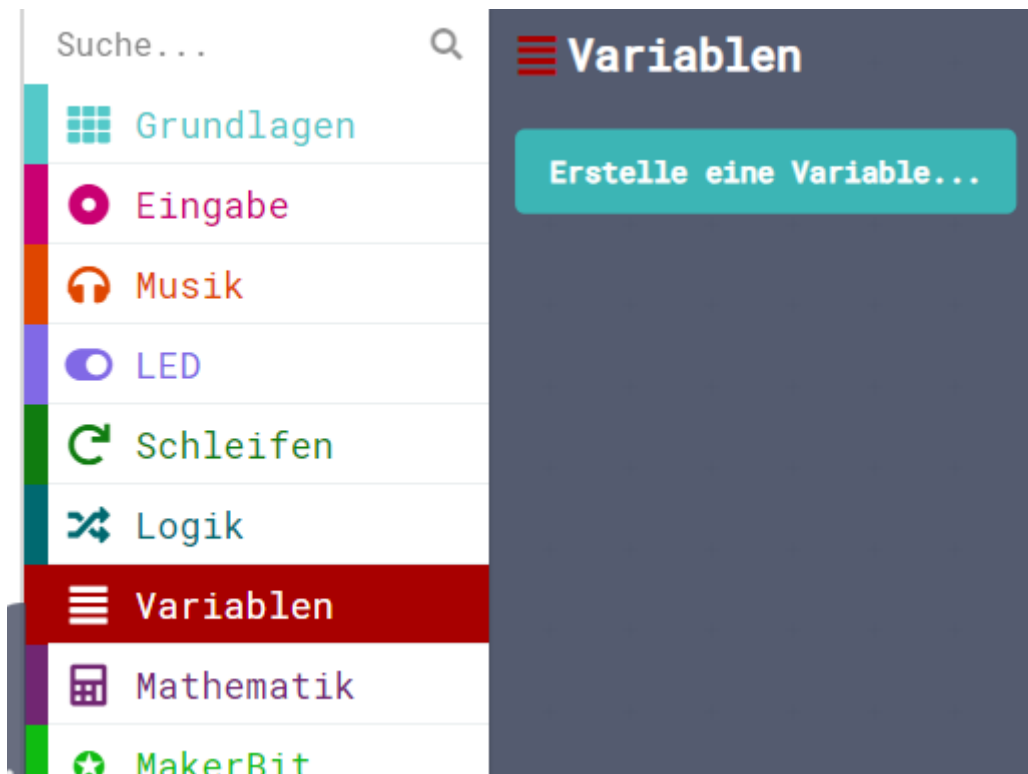 Suche...
Grundlagen
Eingabe
Musik
LED
Schleifen
Logik
Variablen
Mathematik
MakerBit
Variablen
Erstelle eine Variable...